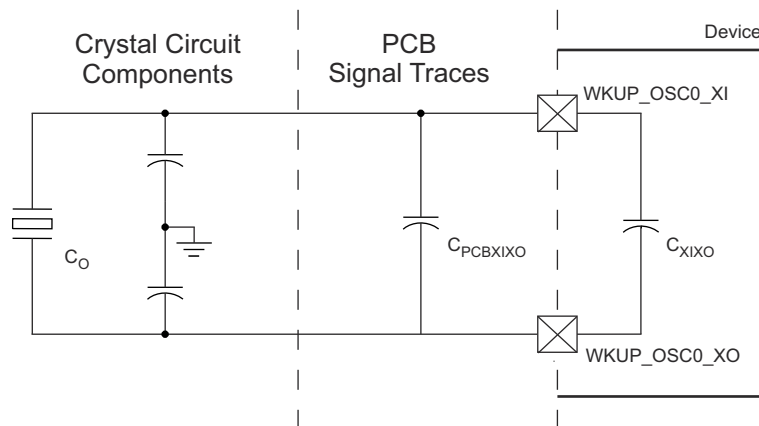 Crystal Circuit
Components
PCB
Signal Traces
Device
WKUP_OSC0_XI
C_O
C_PCBXIXO
C_XIXO
WKUP_OSC0_XO